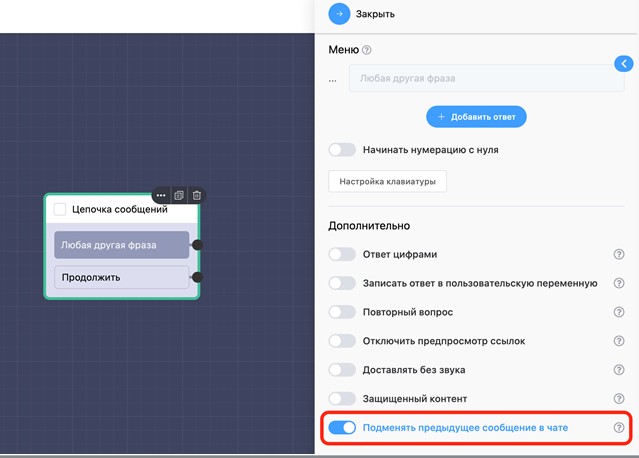 Закрыть
Меню
...
Любая другая фраза
+ Добавить ответ
Начинать нумерацию с нуля
Настройка клавиатуры
Цепочка сообщений
Любая другая фраза
Продолжить
Дополнительно
Ответ цифрами
Записать ответ в пользовательскую переменную
Повторный вопрос
Отключить предпросмотр ссылок
Доставлять без звука
Защищенный контент
Подменять предыдущее сообщение в чате